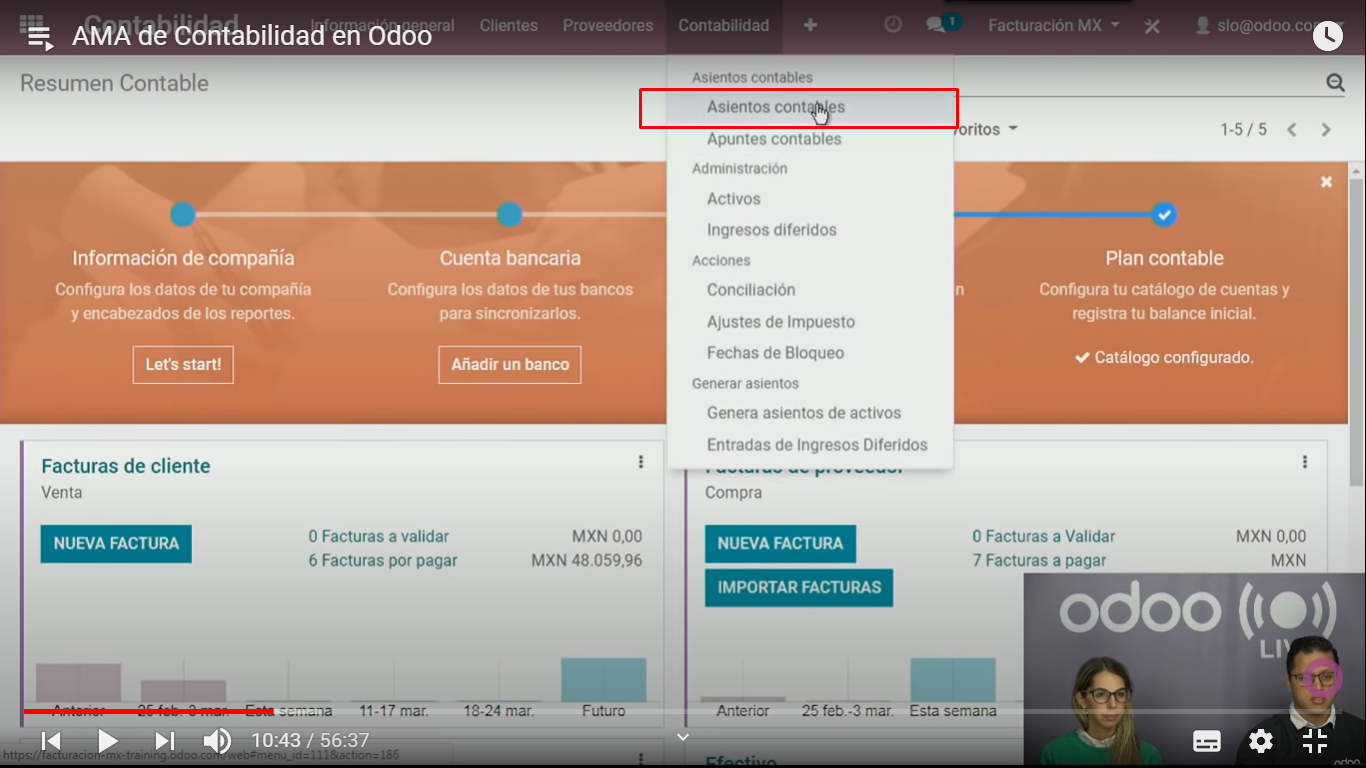 AMA de Contabilidad en Odoo
Contabilidad
Información general
Clientes
Proveedores
Contabilidad
1
Facturación MX
slo@odoo.co
Resumen Contable
Asientos contables
Asientos contables
Apuntes contables
Administración
Activos
Ingresos diferidos
Acciones
Conciliación
Ajustes de Impuesto
Fechas de Bloqueo
Generar asientos
Genera asientos de activos
Entradas de Ingresos Diferidos
voritos
1-5 / 5
Información de compañía
Configura los datos de tu compañía
y encabezados de los reportes.
Let's start!
Cuenta bancaria
Configura los datos de tus bancos
para sincronizarlos.
Añadir un banco
n
Plan contable
Configura tu catálogo de cuentas y
registra tu balance inicial.
Catálogo configurado.
Facturas de cliente
Venta
NUEVA FACTURA
0 Facturas a validar MXN 0,00
6 Facturas por pagar MXN 48.059,96
Anterior 25 feb.-3 mar. Esta semana 11-17 mar. 18-24 mar. Futuro
Facturas de proveedor
Compra
NUEVA FACTURA
IMPORTAR FACTURAS
0 Facturas a Validar MXN 0,00
7 Facturas a pagar MXN
Anterior 25 feb.-3 mar. Esta semana
odoo
LIV
10:43 / 56:37
https://facturacion-mx-training.odoo.com/web#menu_id=111&action=186
Efectivo
odoo